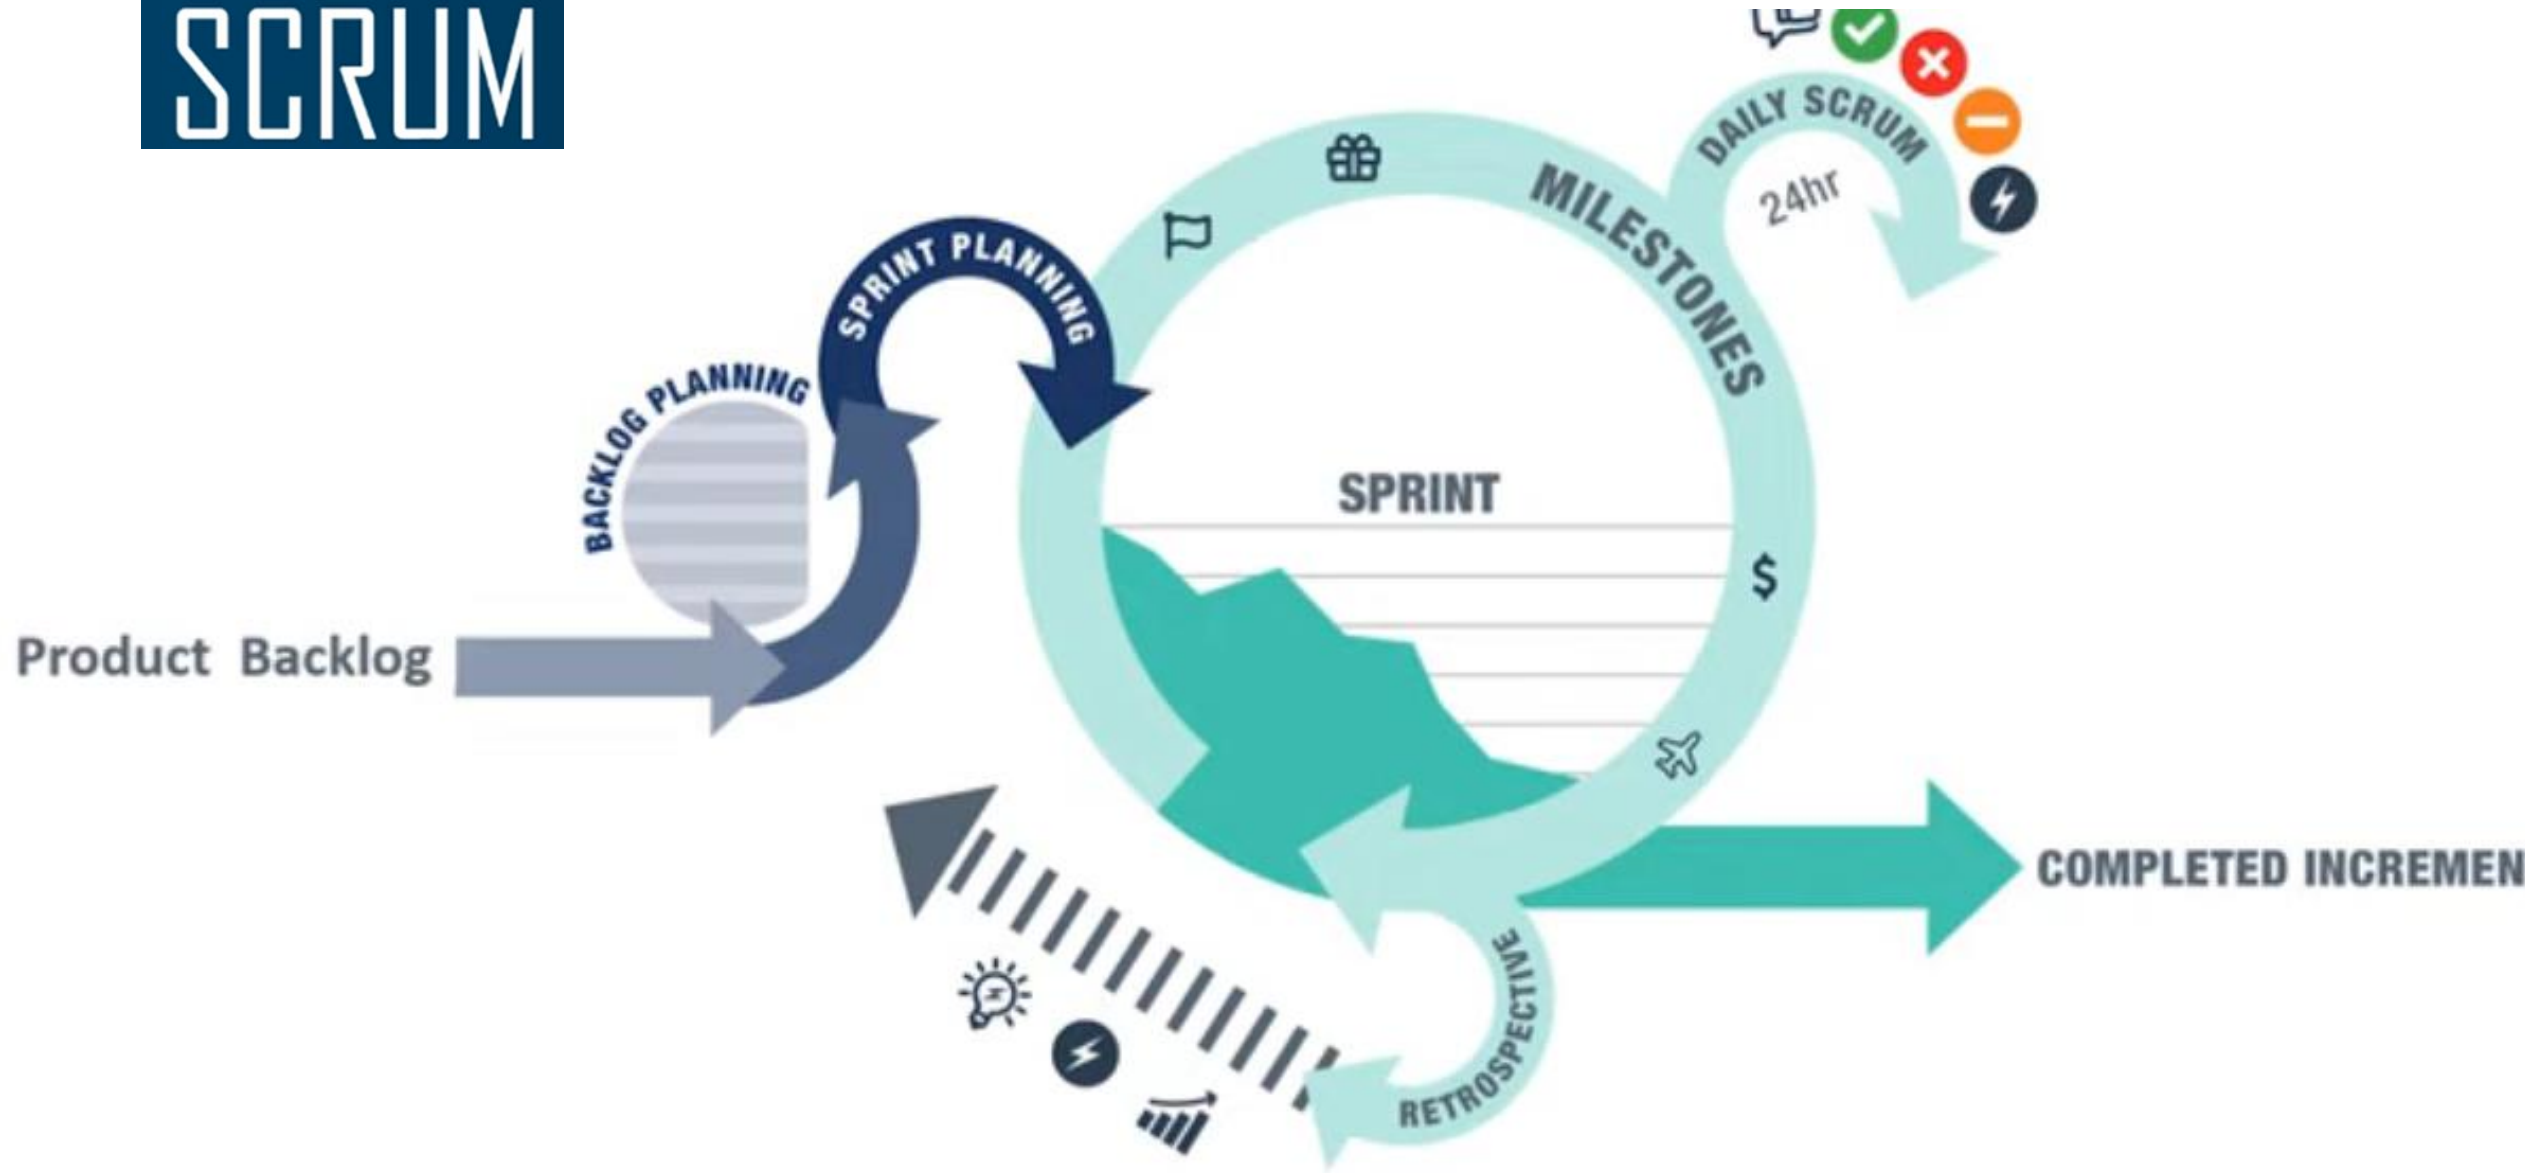 SCRUM
DAILY SCRUM
24hr
MILESTONES
SPRINT PLANNING
BACKLOG PLANNING
SPRINT
$
Product Backlog
COMPLETED INCREMEN
RETROSPECTIVE